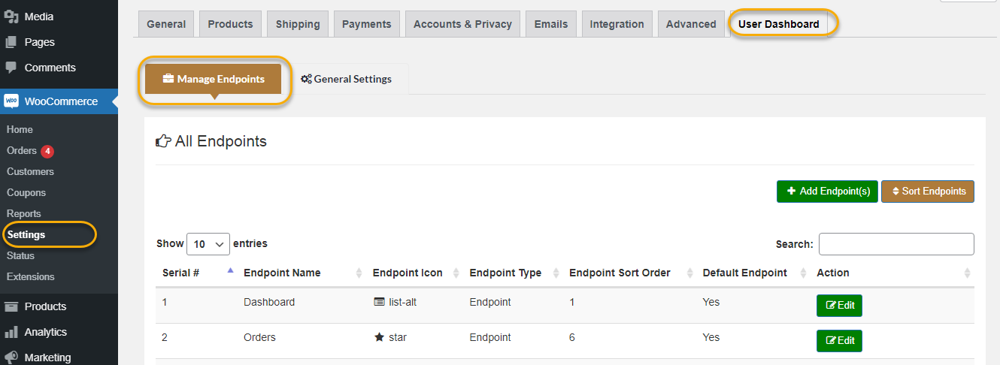 Media
Pages
Comments
WOO WooCommerce
Home
Orders 4
Customers
Coupons
Reports
Settings
Status
Extensions
Products
Analytics
Marketing
General Products Shipping Payments Accounts & Privacy Emails Integration Advanced User Dashboard
Manage Endpoints General Settings
All Endpoints
Add Endpoint(s) Sort Endpoints
Show 10 entries Search:
Serial # Endpoint Name Endpoint Icon Endpoint Type Endpoint Sort Order Default Endpoint Action
1 Dashboard list-alt Endpoint 1 Yes Edit
2 Orders star Endpoint 6 Yes Edit